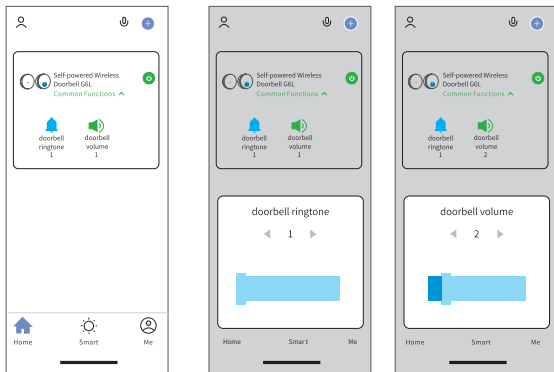 Self-powered Wireless
Doorbell G6L
Common Functions
doorbell
ringtone
1
doorbell
volume
1
Home
Smart
Me
Self-powered Wireless
Doorbell G6L
Common Functions
doorbell
ringtone
1
doorbell
volume
1
doorbell ringtone
1
Home
Smart
Me
Self-powered Wireless
Doorbell G6L
Common Functions
doorbell
ringtone
1
doorbell
volume
2
doorbell volume
2
Home
Smart
Me